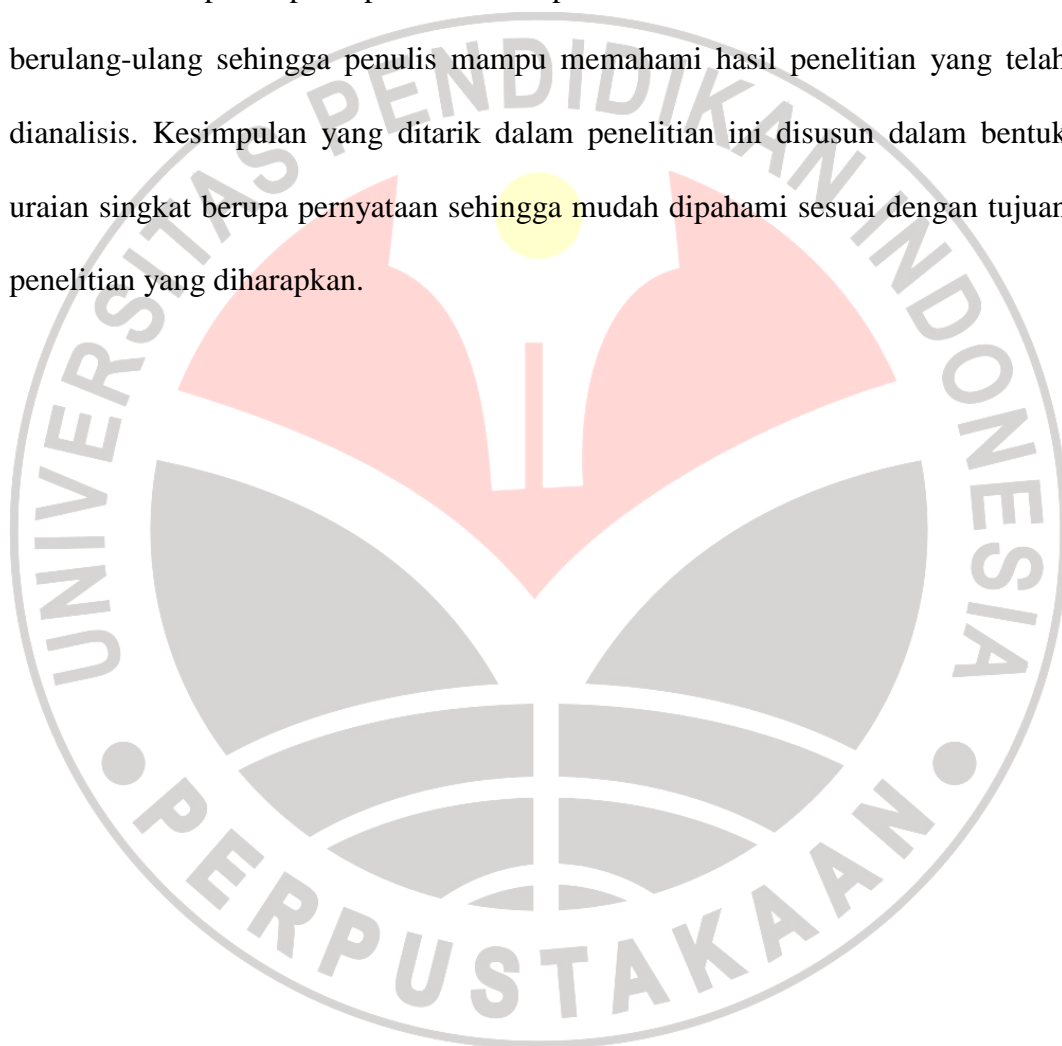 berulang-ulang sehingga penulis mampu memahami hasil penelitian yang telah
dianalisis. Kesimpulan yang ditarik dalam penelitian ini disusun dalam bentuk
uraian singkat berupa pernyataan sehingga mudah dipahami sesuai dengan tujuan
penelitian yang diharapkan.
UNIVERSITAS PENDIDIKAN INDONESIA
PERPUSTAKAAN